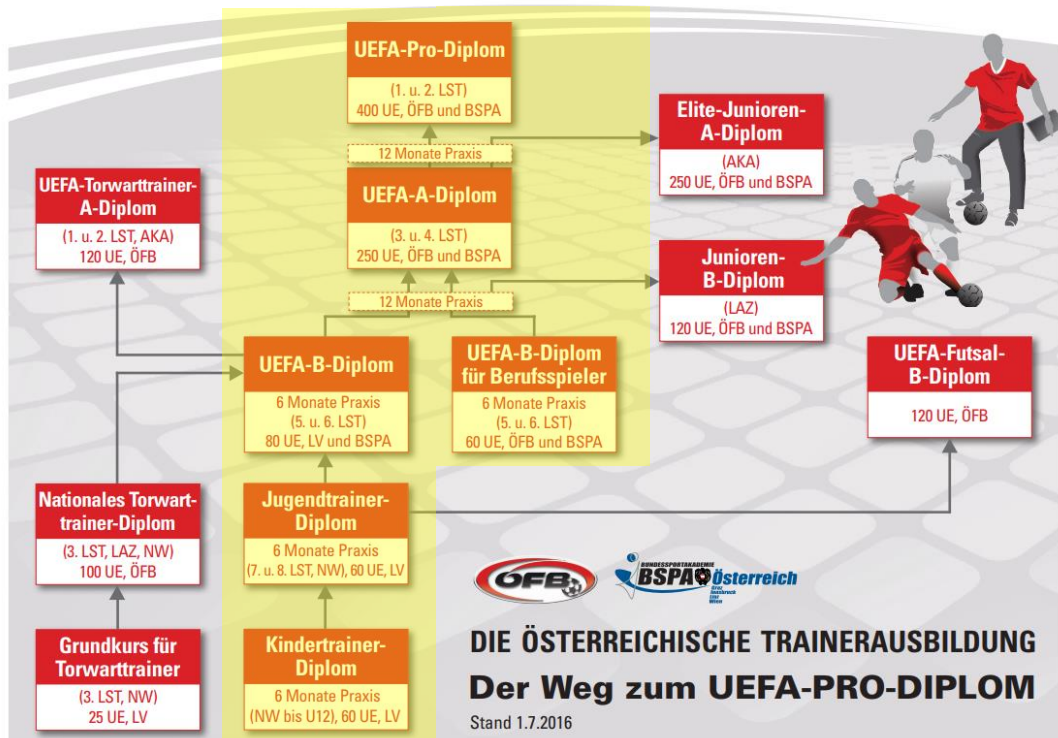 UEFA-Pro-Diplom
(1. u. 2. LST)
400 UE, ÖFB und BSPA
12 Monate Praxis
Elite-Junioren-
A-Diplom
(AKA)
250 UE, ÖFB und BSPA
UEFA-Torwarttrainer-
A-Diplom
(1. u. 2. LST, AKA)
120 UE, ÖFB
UEFA-A-Diplom
(3. u. 4. LST)
250 UE, ÖFB und BSPA
12 Monate Praxis
Junioren-
B-Diplom
(LAZ)
120 UE, ÖFB und BSPA
UEFA-B-Diplom
6 Monate Praxis
(5. u. 6. LST)
80 UE, LV und BSPA
UEFA-B-Diplom
für Berufsspieler
6 Monate Praxis
(5. u. 6. LST)
60 UE, ÖFB und BSPA
UEFA-Futsal-
B-Diplom
120 UE, ÖFB
Nationales Torwart-
trainer-Diplom
(3. LST, LAZ, NW)
100 UE, ÖFB
Jugendtrainer-
Diplom
6 Monate Praxis
(7. u. 8. LST, NW), 60 UE, LV
ÖFB
BUNDESSPORTAKADEMIE
BSPA Österreich
Graz
Innsbruck
Linz
Wien
Grundkurs für
Torwarttrainer
(3. LST, NW)
25 UE, LV
Kindertrainer-
Diplom
6 Monate Praxis
(NW bis U12), 60 UE, LV
DIE ÖSTERREICHISCHE TRAINERAUSBILDUNG
Der Weg zum UEFA-PRO-DIPLOM
Stand 1.7.2016